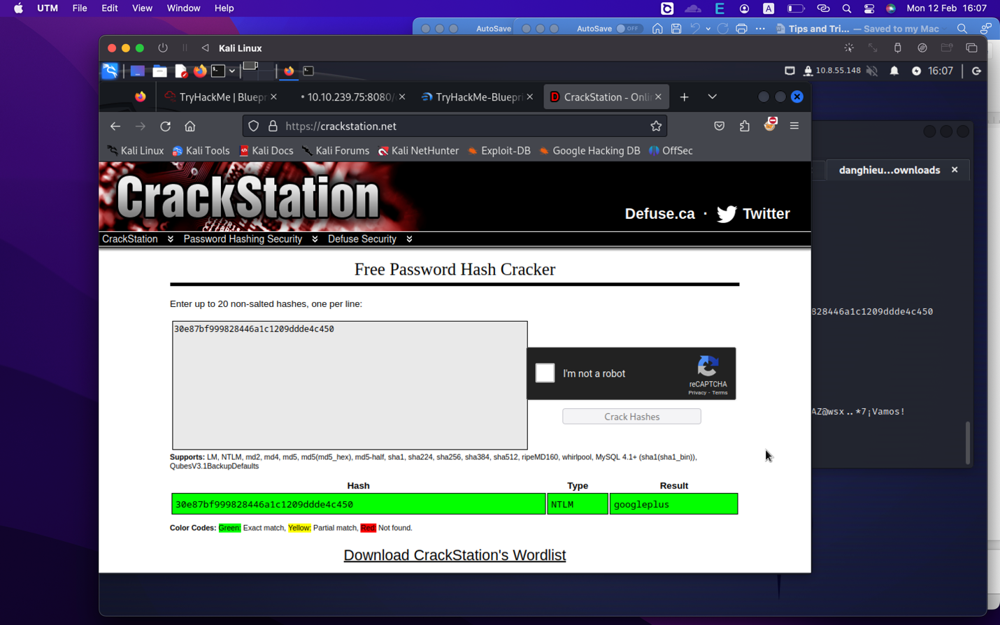 UTM File Edit View Window Help
A Mon 12 Feb 16:07
AutoSave AutoSave OFF Tips and Tri... — Saved to my Mac
Kali Linux
10.8.55.148 16:07
TryHackMe | Bluepr 10.10.239.75:8080/ TryHackMe-Bluepri CrackStation - Onli
https://crackstation.net
Kali Linux Kali Tools Kali Docs Kali Forums Kali NetHunter Exploit-DB Google Hacking DB OffSec
danghieu...ownloads
CrackStation
Defuse.ca · Twitter
CrackStation Password Hashing Security Defuse Security
Free Password Hash Cracker
Enter up to 20 non-salted hashes, one per line:
30e87bf999828446a1c1209ddde4c450
828446a1c1209ddde4c450
I'm not a robot
reCAPTCHA
Privacy - Terms
Crack Hashes
AZ@wsx..*7¡Vamos!
Supports: LM, NTLM, md2, md4, md5, md5(md5_hex), md5-half, sha1, sha224, sha256, sha384, sha512, ripeMD160, whirlpool, MySQL 4.1+ (sha1(sha1_bin)),
QubesV3.1BackupDefaults
Hash Type Result
30e87bf999828446a1c1209ddde4c450 NTLM googleplus
Color Codes: Green: Exact match, Yellow: Partial match, Red: Not found.
Download CrackStation's Wordlist